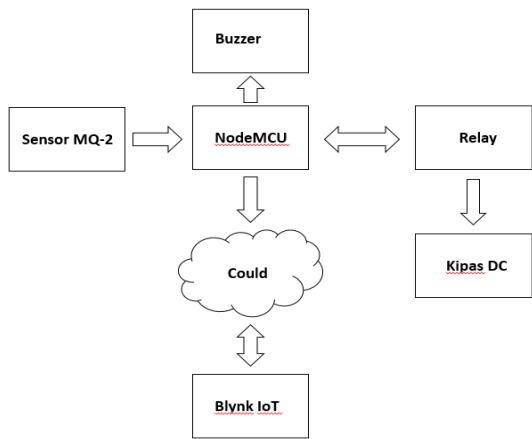 Buzzer
Sensor MQ-2
NodeMCU
Relay
Could
Kipas DC
Blynk IoT